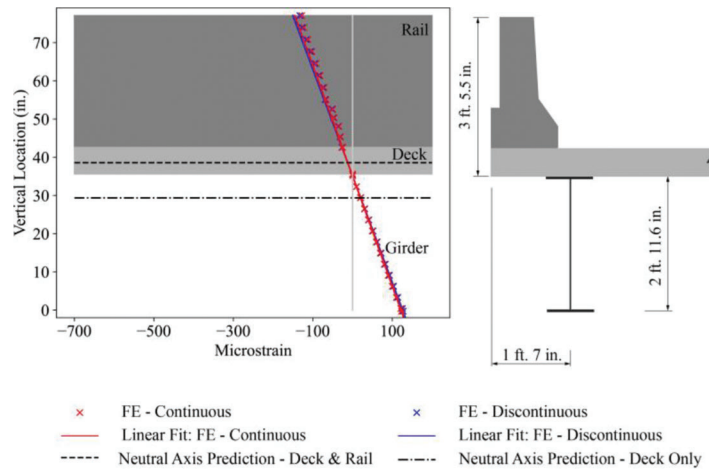 70
60
50
40
30
20
10
0
Vertical Location (in.)
−700
−500
−300
−100
100
Microstrain
Rail
Deck
Girder
3 ft. 5.5 in.
2 ft. 11.6 in.
1 ft. 7 in.
FE - Continuous
FE - Discontinuous
Linear Fit: FE - Continuous
Linear Fit: FE - Discontinuous
Neutral Axis Prediction - Deck & Rail
Neutral Axis Prediction - Deck Only